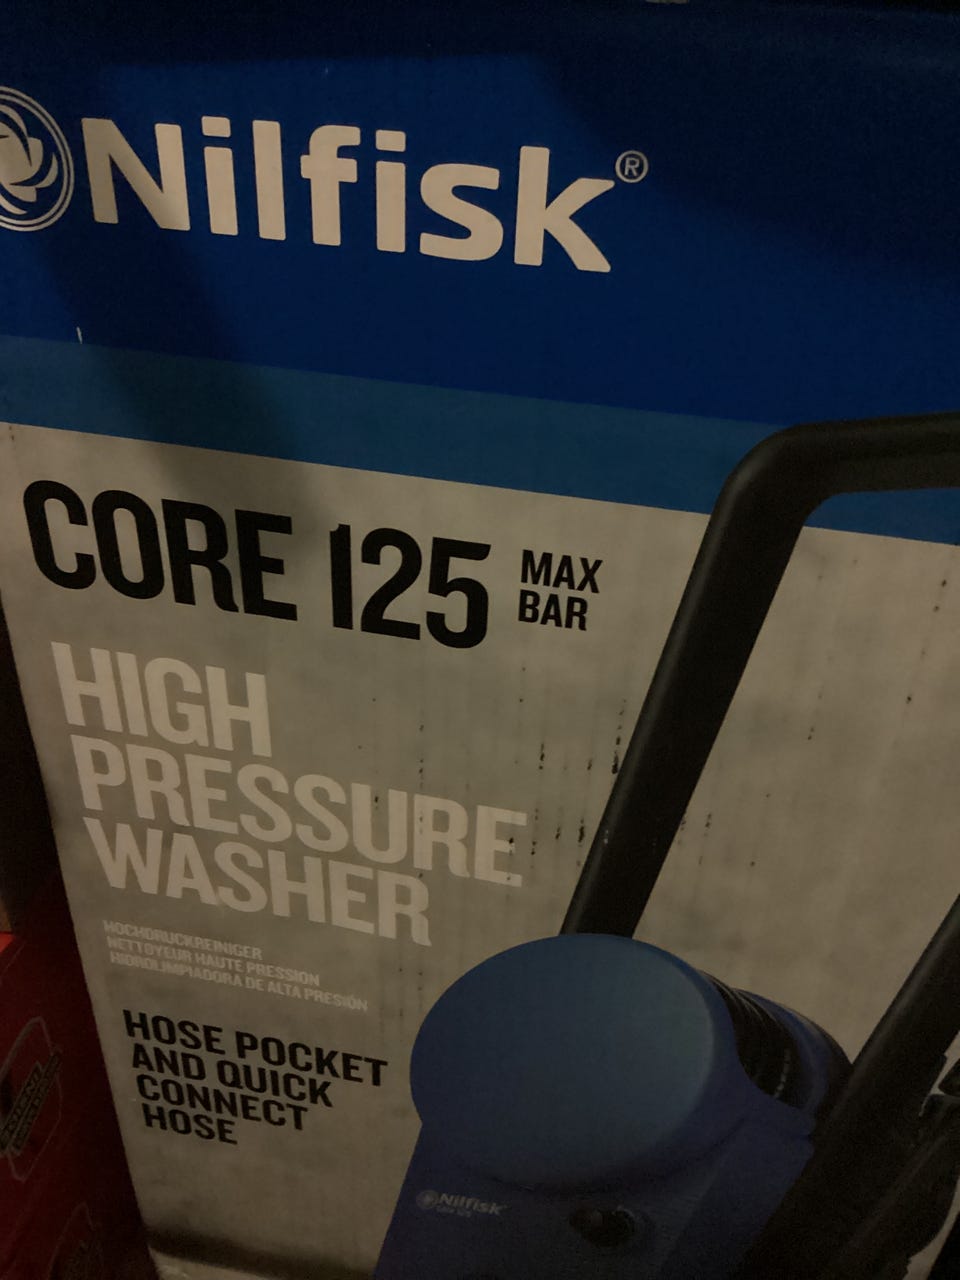 Nilfisk®
CORE 125 MAX BAR
HIGH
PRESSURE
WASHER
HOCHDRUCKREINIGER
NETTOYEUR HAUTE PRESSION
HIDROLIMPIADORA DE ALTA PRESIÓN
HOSE POCKET
AND QUICK
CONNECT
HOSE
Nilfisk